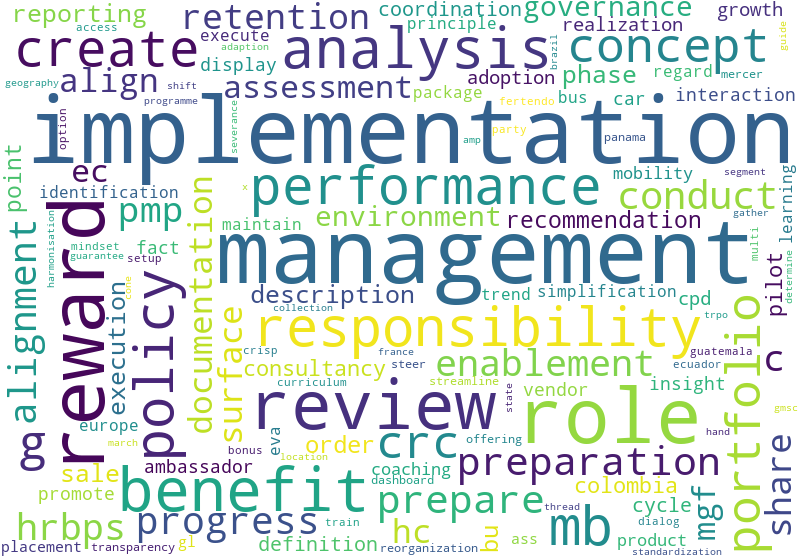 reporting
access
retention
coordination
principle
governance
growth
create
adaption
execute
analysis
realization
concept
guide
geography
align
shift
display
adoption
brazil
phase
regard
mercer
programme
assessment
package
bus
car
interaction
option
implementation
severance
fertendo
party
amp
panama
ec
identification
pmp
performance
mobility
conduct
segment
learning
point
harmonisation
reward
policy
documentation
maintain
environment
recommendation
gather
multi
determine
mindset
guarantee
fact
setup
management
alignment
execution
cone
surface
description
collection
trend
simplification
cpd
pilot
trpo
portfolio
g
europe
march
crisp
responsibility
consultancy
france
steer
enablement
guatemala
ecuador
c
curriculum
streamline
vendor
insight
state
gmsc
sale
promote
ambassador
bonus
location
eva
order
review
crc
offering
role
hand
share
benefit
coaching
dashboard
preparation
colombia
mgf
hrbps
progress
definition
train
hc
prepare
bu
thread
mb
cycle
product
dialog
placement
transparency
gl
reorganization
ass
standardization
x